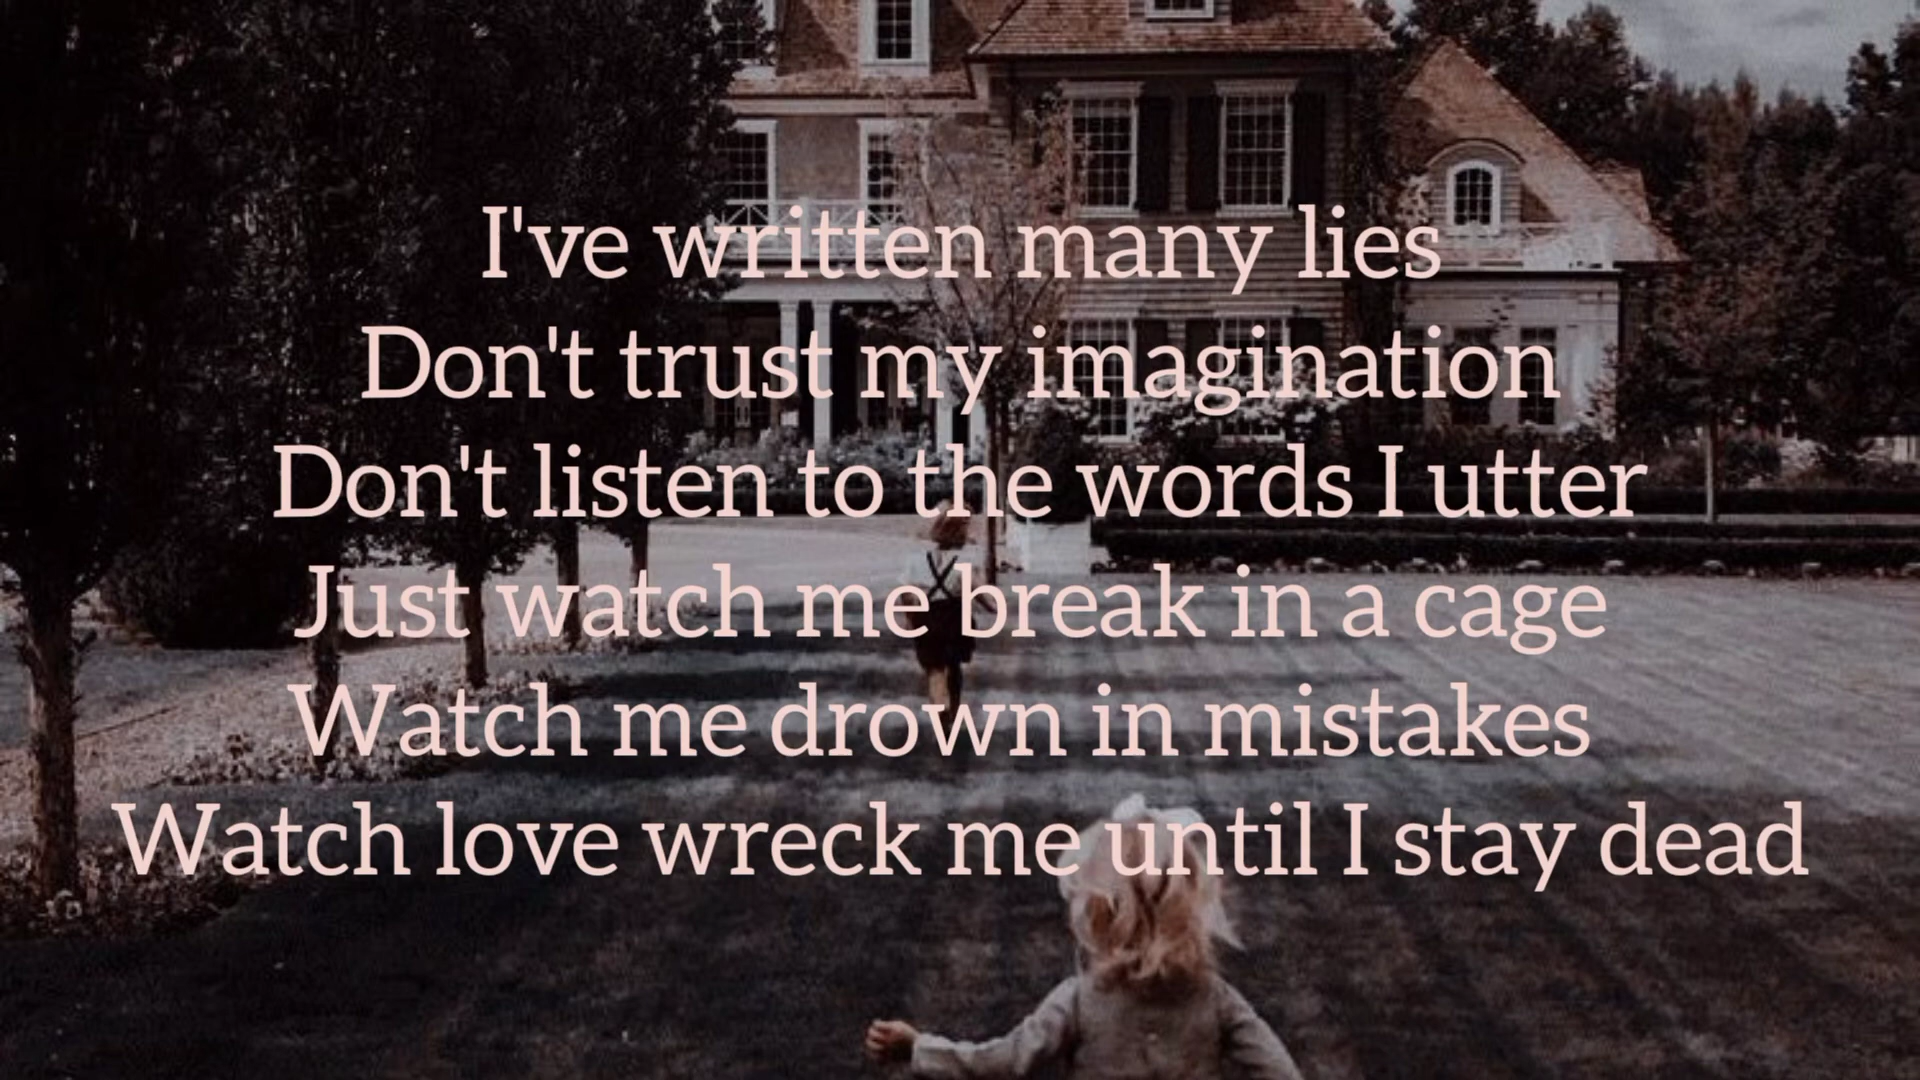 I've written many lies
Don't trust my imagination
Don't listen to the words I utter
Just watch me break in a cage
Watch me drown in mistakes
Watch love wreck me until I stay dead